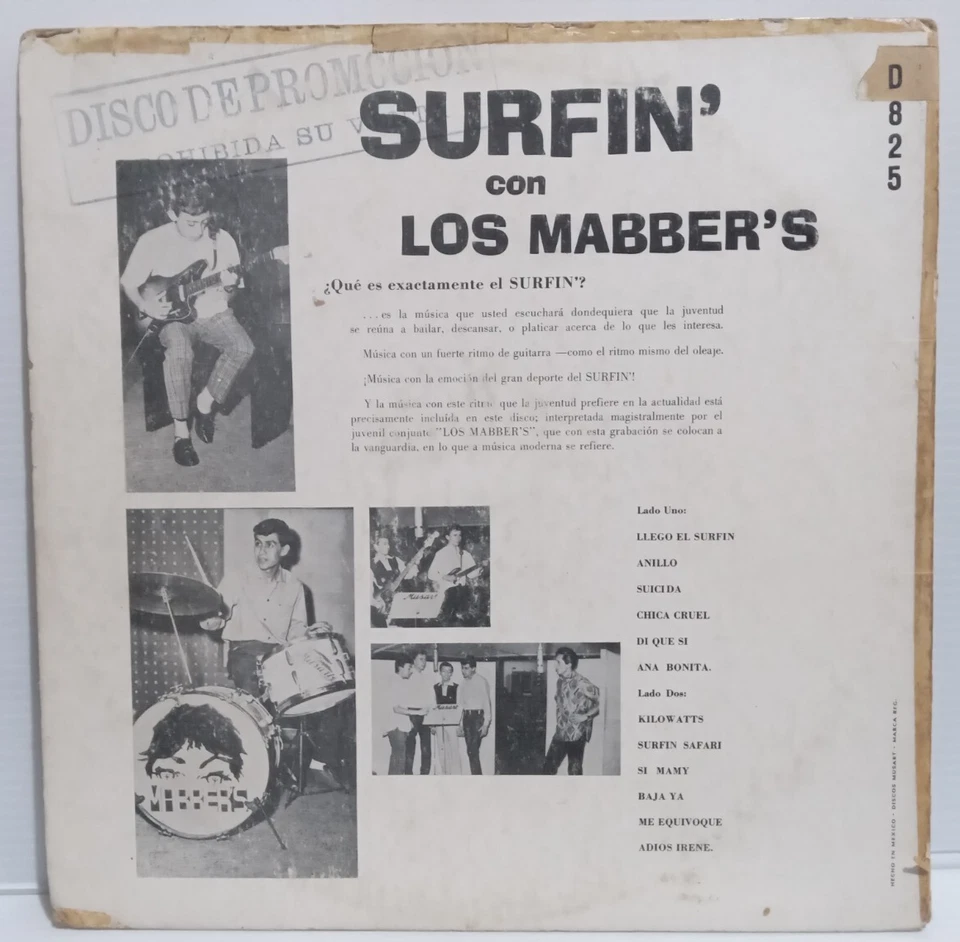 DISCO DE PROMOCCION
PROHIBIDA SU VENTA
D
8
2
5
SURFIN'
con
LOS MABBER'S
¿Qué es exactamente el SURFIN'?
...es la música que usted escuchará dondequiera que la juventud
se reúna a bailar, descansar, o platicar acerca de lo que les interesa.
Música con un fuerte ritmo de guitarra —como el ritmo mismo del oleaje.
¡Música con la emoción del gran deporte del SURFIN'!
Y la música con este ritmo que la juventud prefiere en la actualidad está
precisamente incluída en este disco; interpretada magistralmente por el
juvenil conjunto "LOS MABBER'S", que con esta grabación se colocan a
la vanguardia, en lo que a música moderna se refiere.
Lado Uno:
LLEGO EL SURFIN
ANILLO
SUICIDA
CHICA CRUEL
DI QUE SI
ANA BONITA.
Lado Dos:
KILOWATTS
SURFIN SAFARI
SI MAMY
BAJA YA
ME EQUIVOQUE
ADIOS IRENE.
MABBER'S
HECHO EN MEXICO - DISCOS MUSART - MARCA REG.